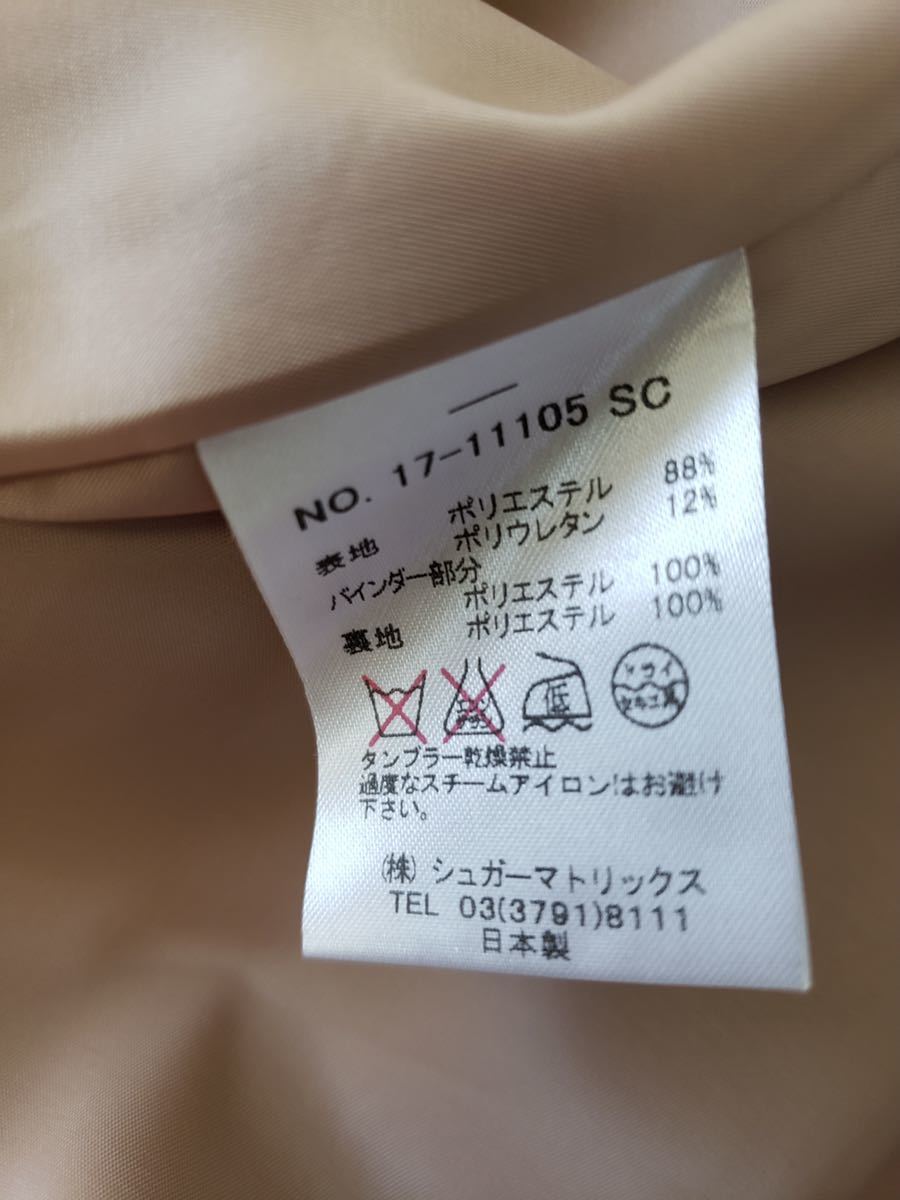 NO. 17-11105 SC
表地 ポリエステル 88%
ポリウレタン 12%
バインダー部分
ポリエステル 100%
裏地 ポリエステル 100%
低
ドライ
セキユ系
タンブラー乾燥禁止
過度なスチームアイロンはお避け
下さい。
(株) シュガーマトリックス
TEL 03(3791)8111
日本製